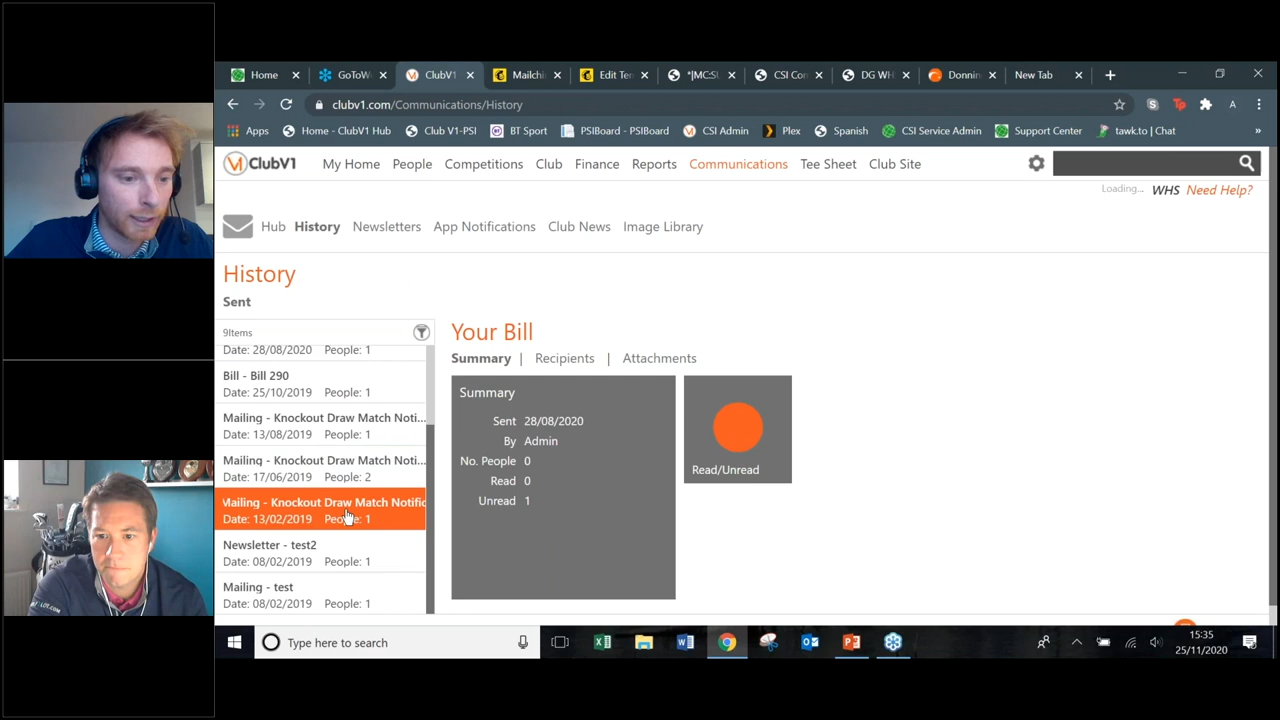 Home
GoToW
ClubV1
Mailchi
Edit Ten
*|MC:SU
CSI Con
DG WH
Donnin
New Tab
clubv1.com/Communications/History
A
Apps
Home - ClubV1 Hub
Club V1-PSI
BT Sport
PSIBoard - PSIBoard
CSI Admin
Plex
Spanish
CSI Service Admin
Support Center
tawk.to | Chat
»
ClubV1
My Home
People
Competitions
Club
Finance
Reports
Communications
Tee Sheet
Club Site
Loading... WHS Need Help?
Hub
History
Newsletters
App Notifications
Club News
Image Library
History
Sent
9Items
Date: 28/08/2020 People: 1
Bill - Bill 290
Date: 25/10/2019 People: 1
Mailing - Knockout Draw Match Noti...
Date: 13/08/2019 People: 1
Mailing - Knockout Draw Match Noti...
Date: 17/06/2019 People: 2
Mailing - Knockout Draw Match Notific
Date: 13/02/2019 People: 1
Newsletter - test2
Date: 08/02/2019 People: 1
Mailing - test
Date: 08/02/2019 People: 1
Your Bill
Summary | Recipients | Attachments
Summary
Sent 28/08/2020
By Admin
No. People 0
Read 0
Unread 1
Read/Unread
Type here to search
15:35
25/11/2020